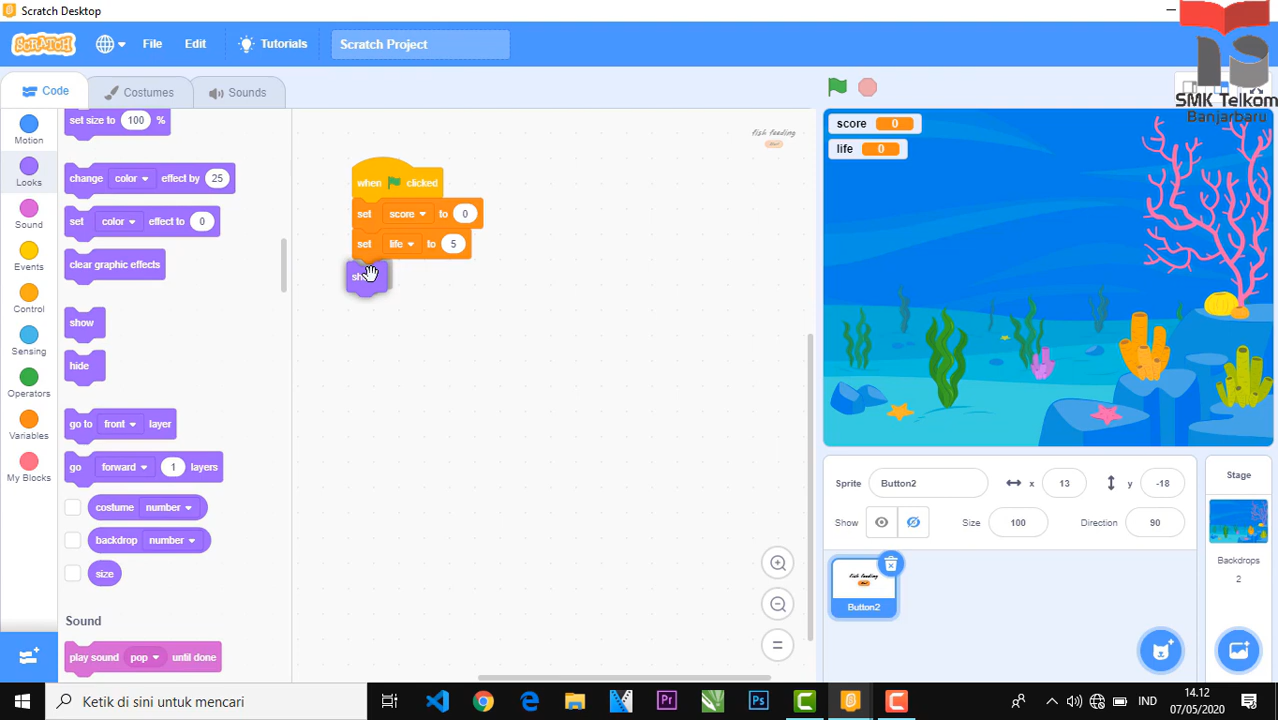 Scratch Desktop
SCRATCH File Edit Tutorials Scratch Project
SMK Telkom
Banjarbaru
Code Costumes Sounds
Motion
Looks
Sound
Events
Control
Sensing
Operators
Variables
My Blocks
set size to 100 %
change color effect by 25
set color effect to 0
clear graphic effects
show
hide
go to front layer
go forward 1 layers
costume number
backdrop number
size
Sound
play sound pop until done
fish feeding
when clicked
set score to 0
set life to 5
score 0
life 0
Sprite Button2 x 13 y -18
Show Size 100 Direction 90
fish feeding
Button2
Stage
Backdrops
2
Ketik di sini untuk mencari
Pr
Ps
IND
14.12
07/05/2020